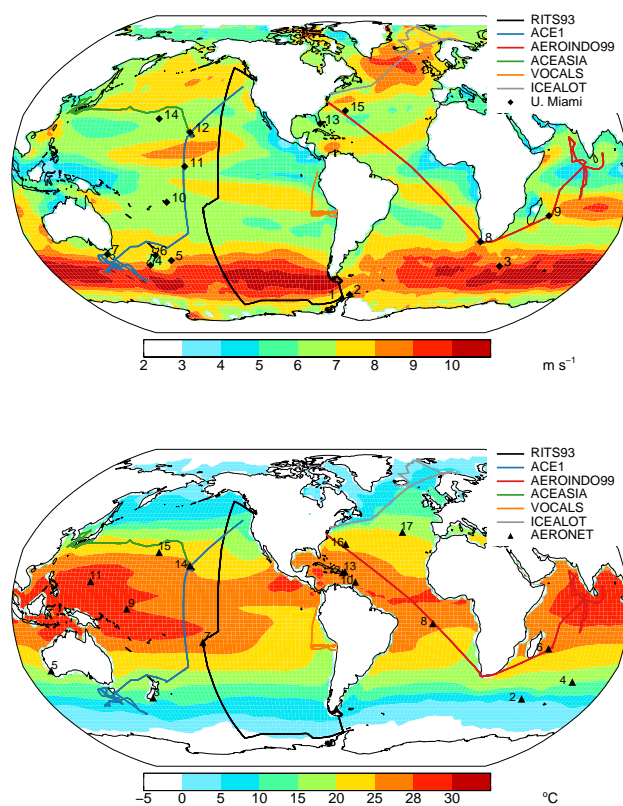 RITS93
ACE1
AEROINDO99
ACEASIA
VOCALS
ICEALOT
U. Miami
15
14
13
12
11
10
9
8
7
6
5
4
3
2
1
2 3 4 5 6 7 8 9 10
m s⁻¹
RITS93
ACE1
AEROINDO99
ACEASIA
VOCALS
ICEALOT
AERONET
17
16
15
14
13
11
10
9
8
7
6
5
4
3
2
−5 0 5 10 15 20 25 28 30
°C